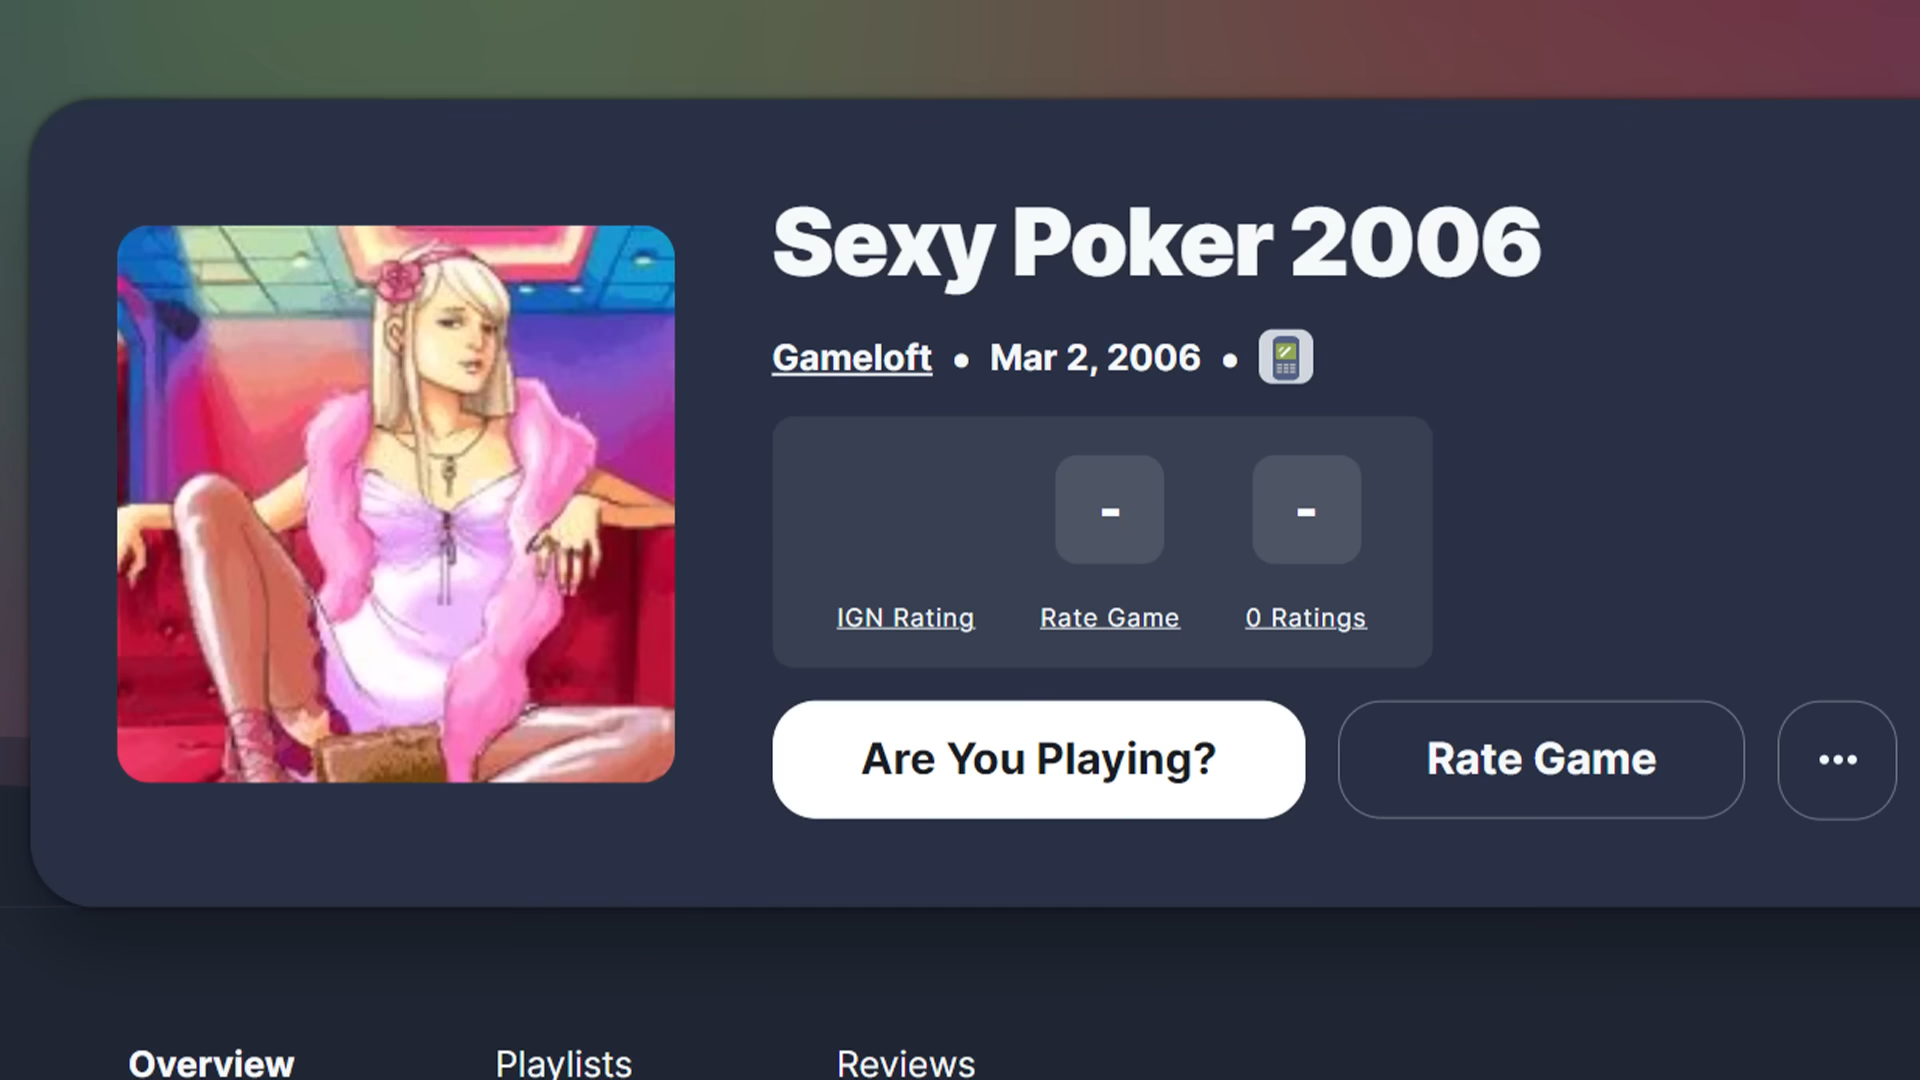 Sexy Poker 2006
Gameloft • Mar 2, 2006 •
- -
IGN Rating Rate Game 0 Ratings
Are You Playing? Rate Game •••
Overview Playlists Reviews